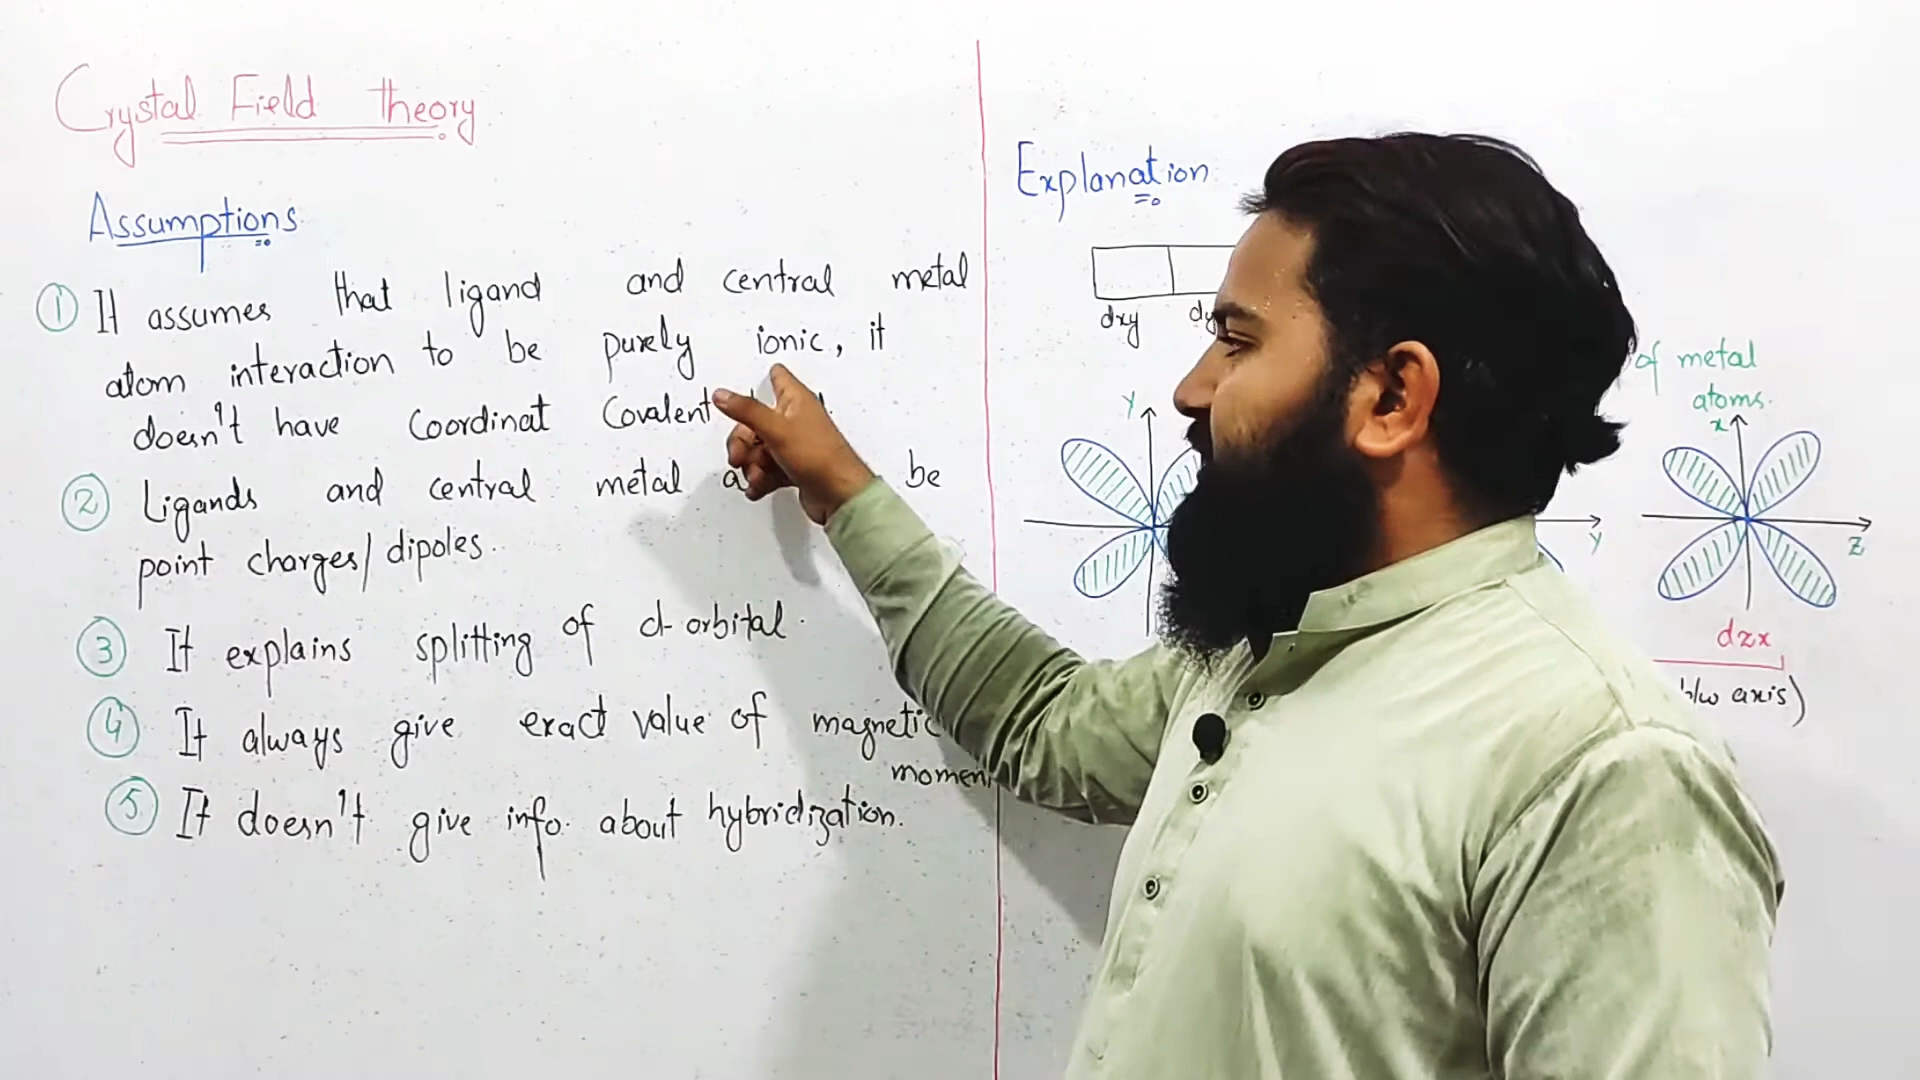 Crystal Field theory
Assumptions
① It assumes that ligand and central metal
atom interaction to be purely ionic, it
doesn't have Coordinat Covalent
② Ligands and central metal be
point charges/dipoles.
③ It explains splitting of d-orbital.
④ It always give exact value of magnetic
momen
⑤ It doesn't give info. about hybridization.
Explanation
dxy
of metal
atoms.
Y
Y
x
z
dzx
b/w axis)